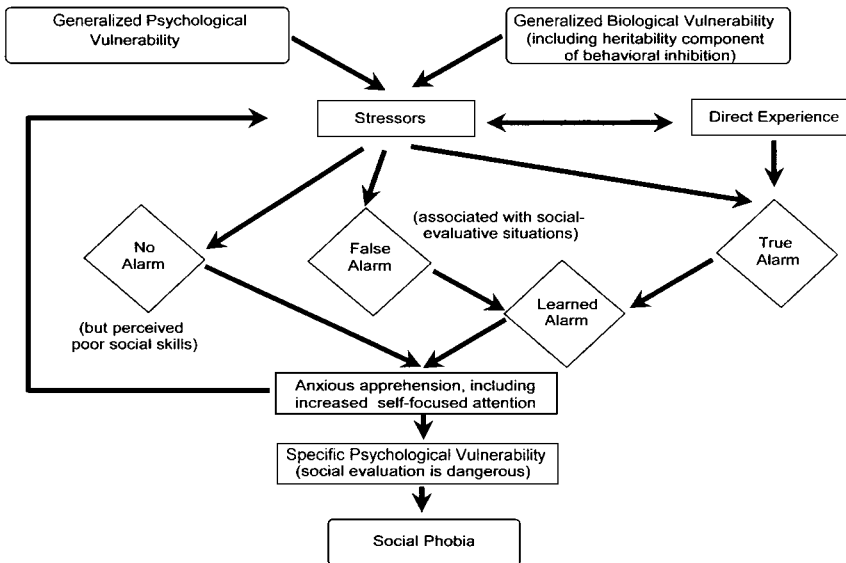 Generalized Psychological
Vulnerability
Generalized Biological Vulnerability
(including heritability component
of behavioral inhibition)
Stressors
Direct Experience
No
Alarm
(but perceived
poor social skills)
False
Alarm
(associated with social-
evaluative situations)
Learned
Alarm
True
Alarm
Anxious apprehension, including
increased self-focused attention
Specific Psychological Vulnerability
(social evaluation is dangerous)
Social Phobia